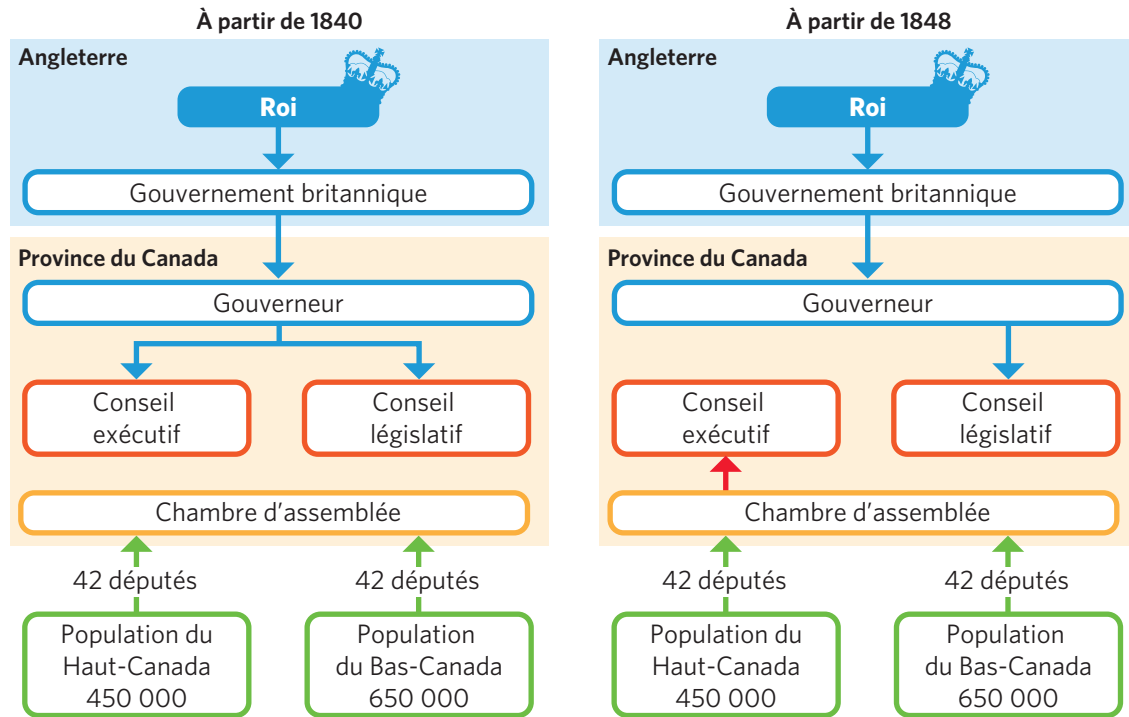 À partir de 1840
Angleterre
Roi
Gouvernement britannique
Province du Canada
Gouverneur
Conseil
exécutif
Conseil
législatif
Chambre d'assemblée
42 députés
42 députés
Population du
Haut-Canada
450 000
Population
du Bas-Canada
650 000
À partir de 1848
Angleterre
Roi
Gouvernement britannique
Province du Canada
Gouverneur
Conseil
exécutif
Conseil
législatif
Chambre d'assemblée
42 députés
42 députés
Population du
Haut-Canada
450 000
Population
du Bas-Canada
650 000